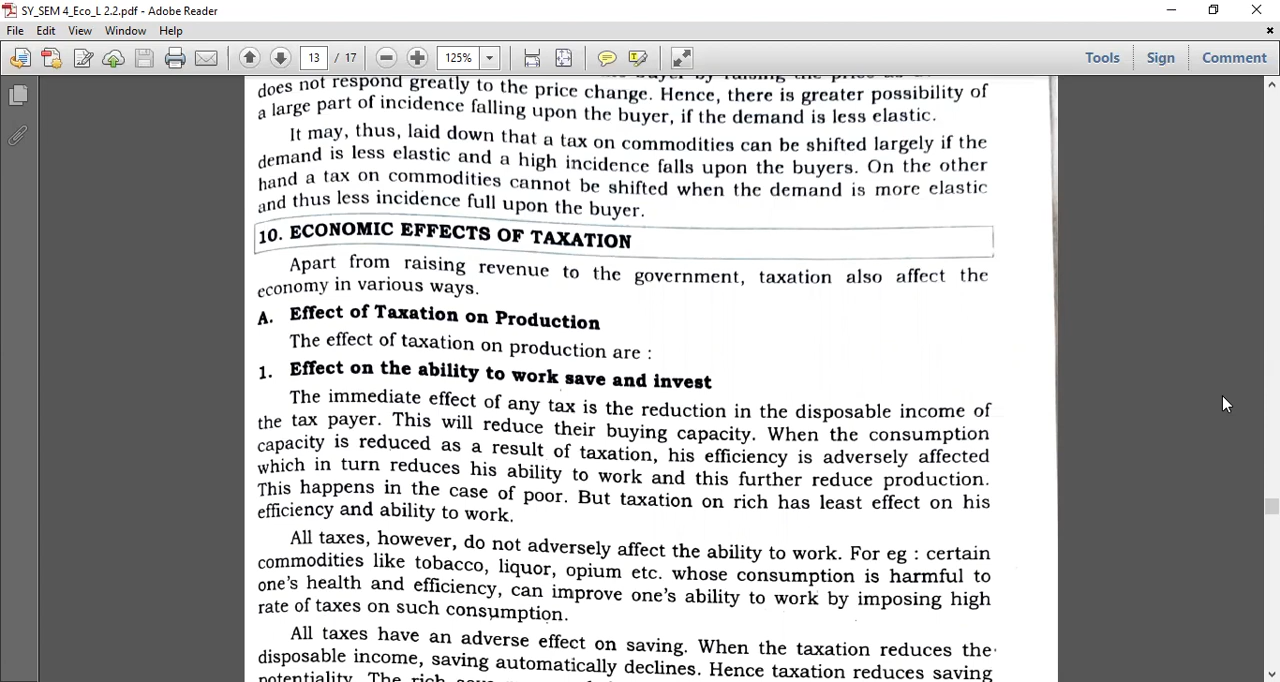 SY_SEM 4_Eco_L 2.2.pdf - Adobe Reader
File Edit View Window Help
13 / 17 125% Tools Sign Comment
buyer by raising the price
does not respond greatly to the price change. Hence, there is greater possibility of
a large part of incidence falling upon the buyer, if the demand is less elastic.
It may, thus, laid down that a tax on commodities can be shifted largely if the
demand is less elastic and a high incidence falls upon the buyers. On the other
hand a tax on commodities cannot be shifted when the demand is more elastic
and thus less incidence full upon the buyer.
10. ECONOMIC EFFECTS OF TAXATION
Apart from raising revenue to the government, taxation also affect the
economy in various ways.
A. Effect of Taxation on Production
The effect of taxation on production are :
1. Effect on the ability to work save and invest
The immediate effect of any tax is the reduction in the disposable income of
the tax payer. This will reduce their buying capacity. When the consumption
capacity is reduced as a result of taxation, his efficiency is adversely affected
which in turn reduces his ability to work and this further reduce production.
This happens in the case of poor. But taxation on rich has least effect on his
efficiency and ability to work.
All taxes, however, do not adversely affect the ability to work. For eg : certain
commodities like tobacco, liquor, opium etc. whose consumption is harmful to
one's health and efficiency, can improve one's ability to work by imposing high
rate of taxes on such consumption.
All taxes have an adverse effect on saving. When the taxation reduces the
disposable income, saving automatically declines. Hence taxation reduces saving
potentiality. The rich